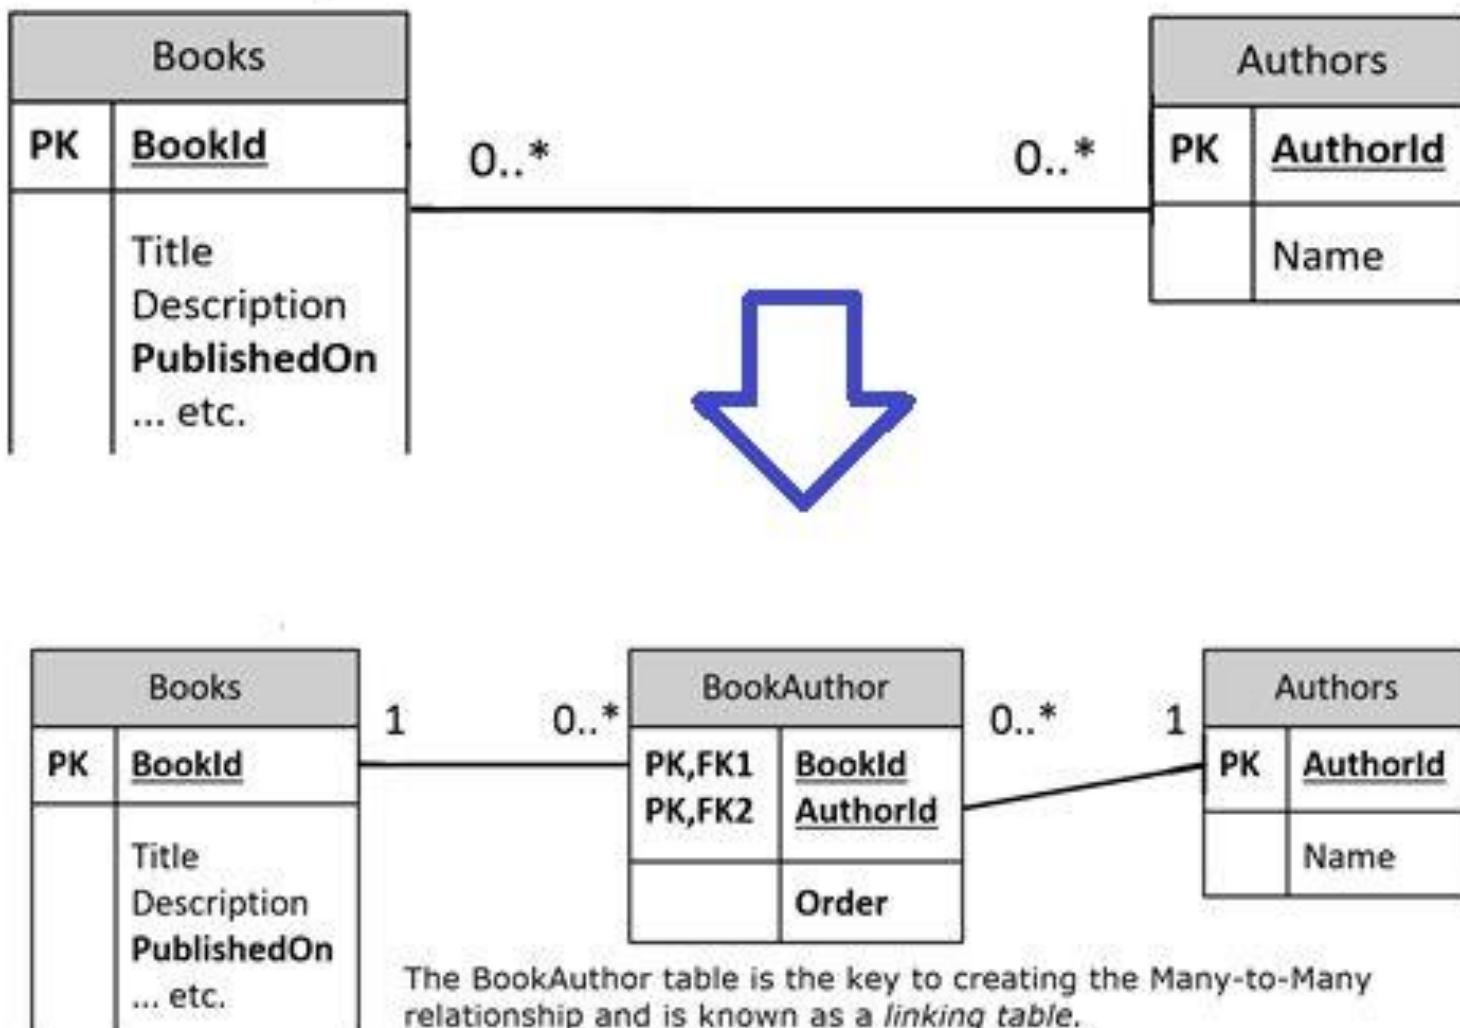 Books
PK BookId
Title
Description
PublishedOn
... etc.
0..* 0..*
Authors
PK AuthorId
Name
Books
PK BookId
Title
Description
PublishedOn
... etc.
1 0..*
BookAuthor
PK,FK1 BookId
PK,FK2 AuthorId
Order
0..* 1
Authors
PK AuthorId
Name
The BookAuthor table is the key to creating the Many-to-Many
relationship and is known as a linking table.